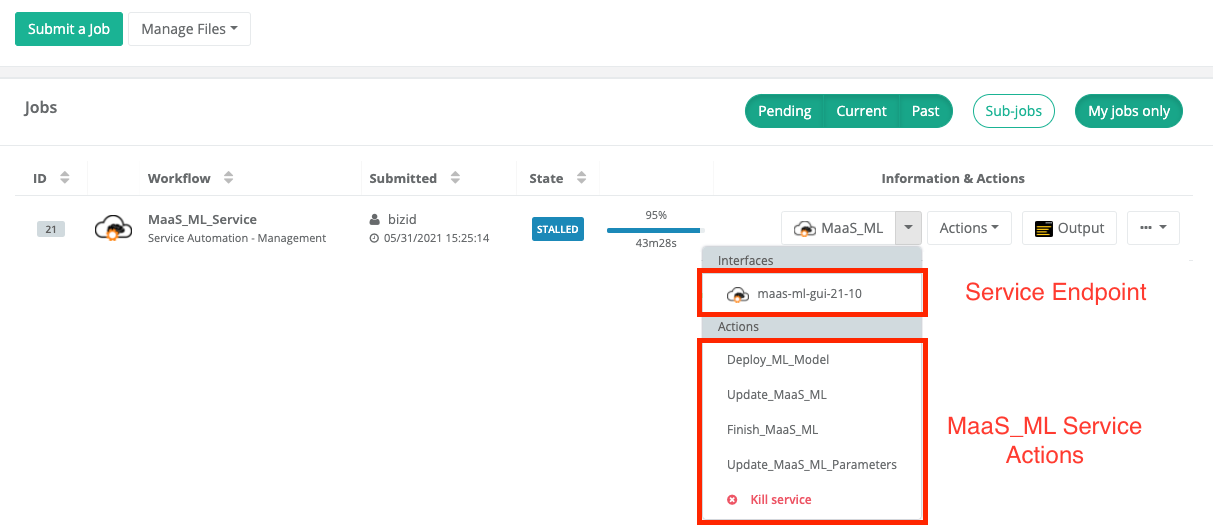 Submit a Job
Manage Files
Jobs
Pending
Current
Past
Sub-jobs
My jobs only
ID
Workflow
Submitted
State
Information & Actions
21
MaaS_ML_Service
Service Automation - Management
bizid
05/31/2021 15:25:14
STALLED
95%
43m28s
MaaS_ML
Actions
Output
Interfaces
maas-ml-gui-21-10
Service Endpoint
Actions
Deploy_ML_Model
Update_MaaS_ML
Finish_MaaS_ML
Update_MaaS_ML_Parameters
Kill service
MaaS_ML Service
Actions